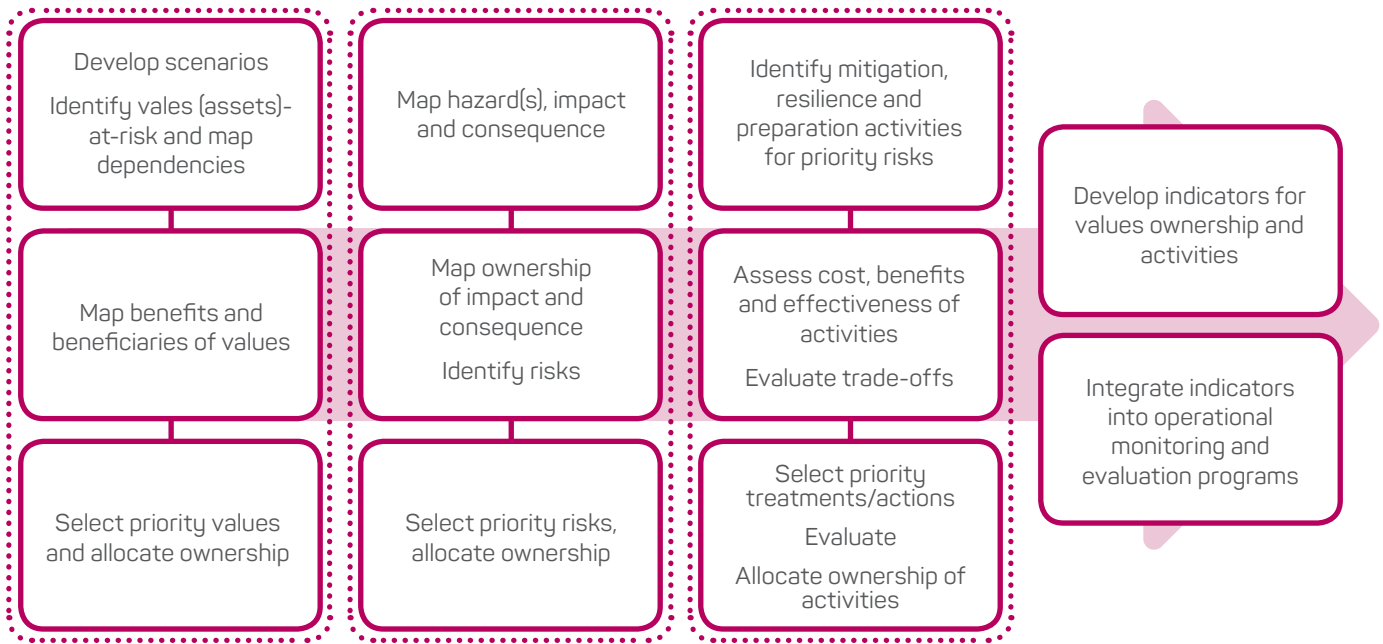 Develop scenarios
Identify vales (assets)-
at-risk and map
dependencies
Map benefits and
beneficiaries of values
Select priority values
and allocate ownership
Map hazard(s), impact
and consequence
Map ownership
of impact and
consequence
Identify risks
Select priority risks,
allocate ownership
Identify mitigation,
resilience and
preparation activities
for priority risks
Assess cost, benefits
and effectiveness of
activities
Evaluate trade-offs
Select priority
treatments/actions
Evaluate
Allocate ownership of
activities
Develop indicators for
values ownership and
activities
Integrate indicators
into operational
monitoring and
evaluation programs